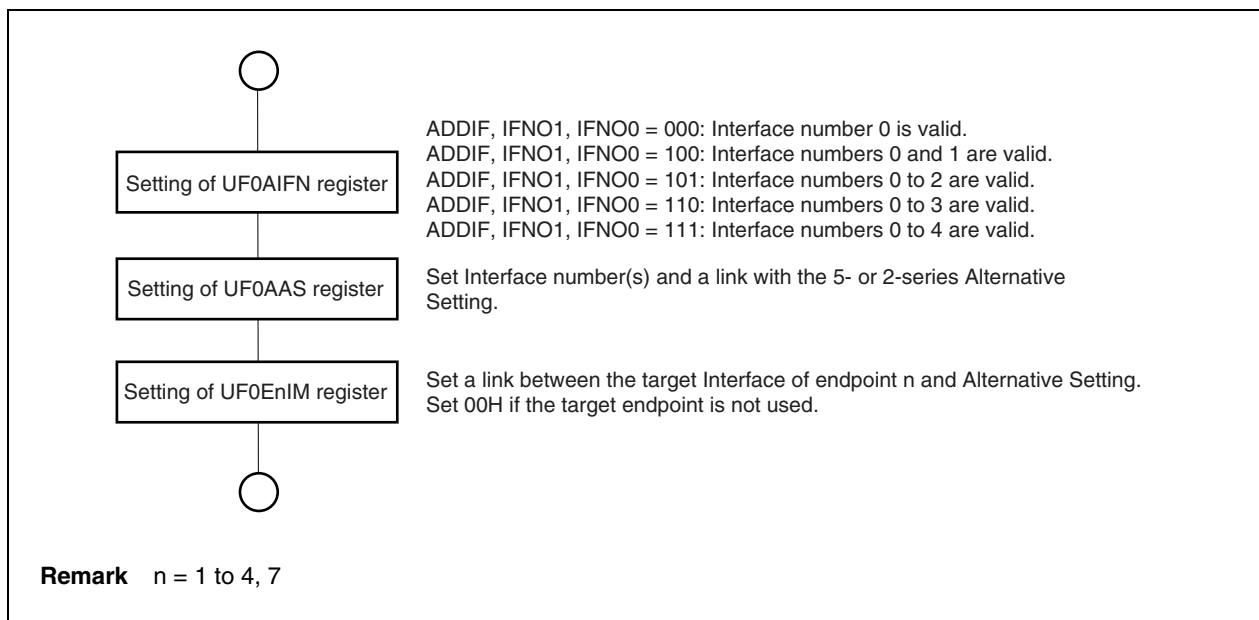 ADDIF, IFNO1, IFNO0 = 000: Interface number 0 is valid.
ADDIF, IFNO1, IFNO0 = 100: Interface numbers 0 and 1 are valid.
Setting of UF0AIFN register
ADDIF, IFNO1, IFNO0 = 101: Interface numbers 0 to 2 are valid.
ADDIF, IFNO1, IFNO0 = 110: Interface numbers 0 to 3 are valid.
ADDIF, IFNO1, IFNO0 = 111: Interface numbers 0 to 4 are valid.
Setting of UF0AAS register
Set Interface number(s) and a link with the 5- or 2-series Alternative
Setting.
Setting of UF0EnIM register
Set a link between the target Interface of endpoint n and Alternative Setting.
Set 00H if the target endpoint is not used.
Remark n = 1 to 4, 7